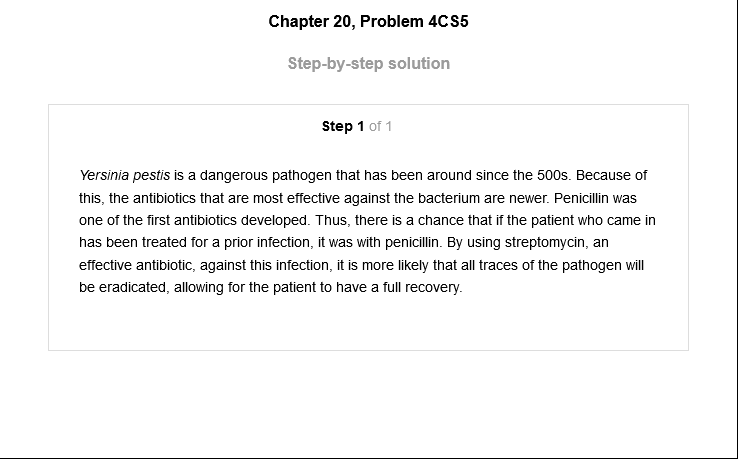 Chapter 20, Problem 4CS5
Step-by-step solution
Step 1 of 1
Yersinia pestis is a dangerous pathogen that has been around since the 500s. Because of
this, the antibiotics that are most effective against the bacterium are newer. Penicillin was
one of the first antibiotics developed. Thus, there is a chance that if the patient who came in
has been treated for a prior infection, it was with penicillin. By using streptomycin, an
effective antibiotic, against this infection, it is more likely that all traces of the pathogen will
be eradicated, allowing for the patient to have a full recovery.